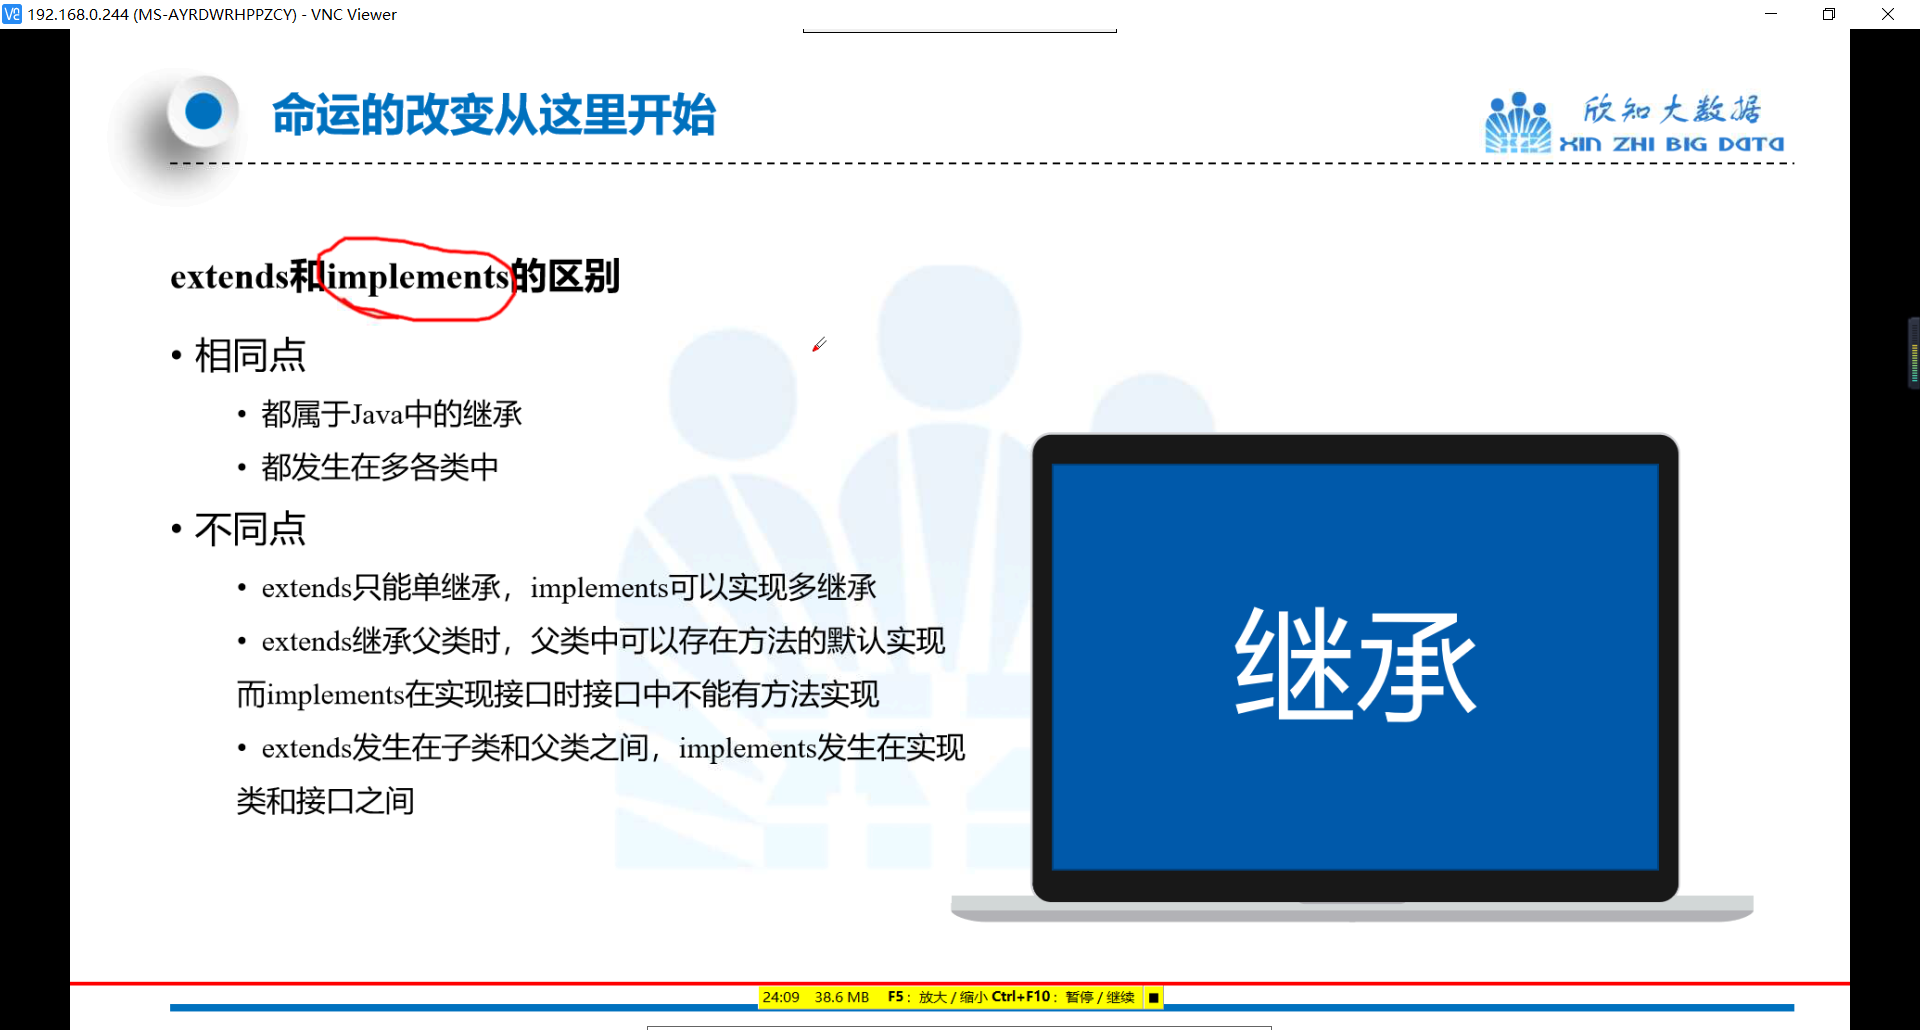 192.168.0.244 (MS-AYRDWRHPPZCY) - VNC Viewer
命运的改变从这里开始
欣知大数据
XIN ZHI BIG DATA
extends和implements的区别
• 相同点
• 都属于Java中的继承
• 都发生在多各类中
• 不同点
• extends只能单继承，implements可以实现多继承
• extends继承父类时，父类中可以存在方法的默认实现
而implements在实现接口时接口中不能有方法实现
• extends发生在子类和父类之间，implements发生在实现
类和接口之间
继承
24:09 38.6 MB F5：放大 / 缩小 Ctrl+F10：暂停 / 继续